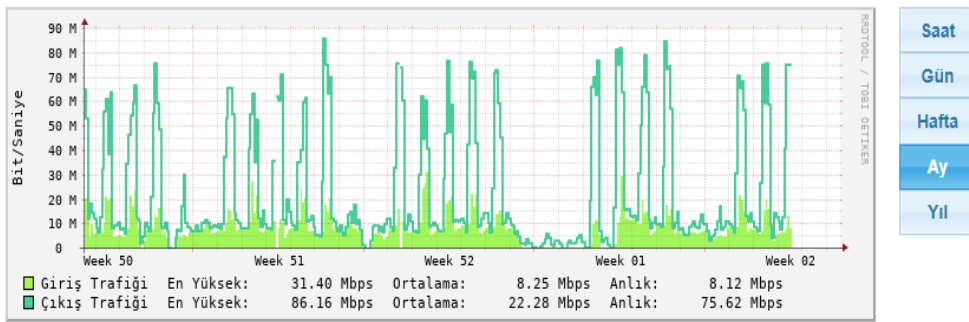 90 M
80 M
70 M
60 M
50 M
40 M
30 M
20 M
10 M
0
Bit/Saniye
Week 50 Week 51 Week 52 Week 01 Week 02
Giriş Trafiği En Yüksek: 31.40 Mbps Ortalama: 8.25 Mbps Anlık: 8.12 Mbps
Çıkış Trafiği En Yüksek: 86.16 Mbps Ortalama: 22.28 Mbps Anlık: 75.62 Mbps
RRDTOOL / TOBI OETIKER
Saat
Gün
Hafta
Ay
Yıl